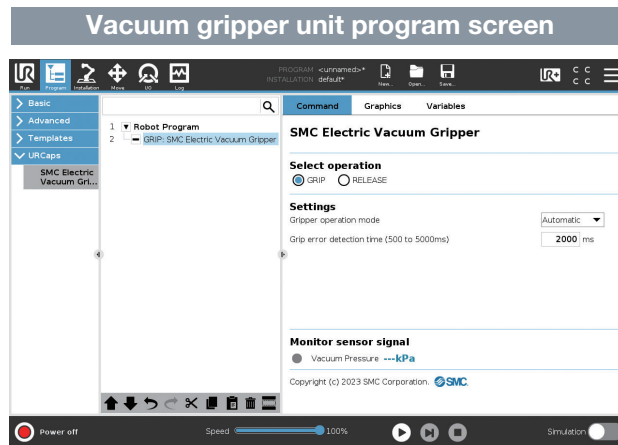 Vacuum gripper unit program screen
UR
Run
Program
Installation
Move
I/O
Log
PROGRAM <unnamed>*
INSTALLATION default*
New...
Open...
Save...
UR+
C C
C C
Basic
Advanced
Templates
URCaps
SMC Electric
Vacuum Gri...
1 Robot Program
2 GRIP: SMC Electric Vacuum Gripper
Command Graphics Variables
SMC Electric Vacuum Gripper
Select operation
GRIP RELEASE
Settings
Gripper operation mode Automatic
Grip error detection time (500 to 5000ms) 2000 ms
Monitor sensor signal
Vacuum Pressure ---kPa
Copyright (c) 2023 SMC Corporation. SMC.
Power off
Speed 100%
Simulation